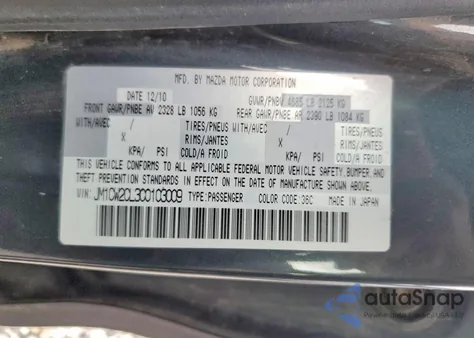 MFD. BY MAZDA MOTOR CORPORATION
DATE 12/10 GVWR/PNBV 4685 LB 2125 KG
FRONT GAWR/PNBE AV 2328 LB 1056 KG REAR GAWR/PNBE AR 2390 LB 1084 KG
WITH/AVEC / TIRES/PNEUS WITH/AVEC / TIRES/PNEUS
X RIMS/JANTES X RIMS/JANTES
KPA/ PSI/ COLD/A FROID KPA/ PSI/ COLD/A FROID
THIS VEHICLE CONFORMS TO ALL APPLICABLE FEDERAL MOTOR VEHICLE SAFETY, BUMPER, AND
THEFT PREVENTION STANDARDS IN EFFECT ON THE DATE OF MANUFACTURE SHOWN ABOVE.
VIN: JM1CW2CL3C0103009 TYPE:PASSENGER COLOR CODE: 36C MADE IN JAPAN
autoSnap